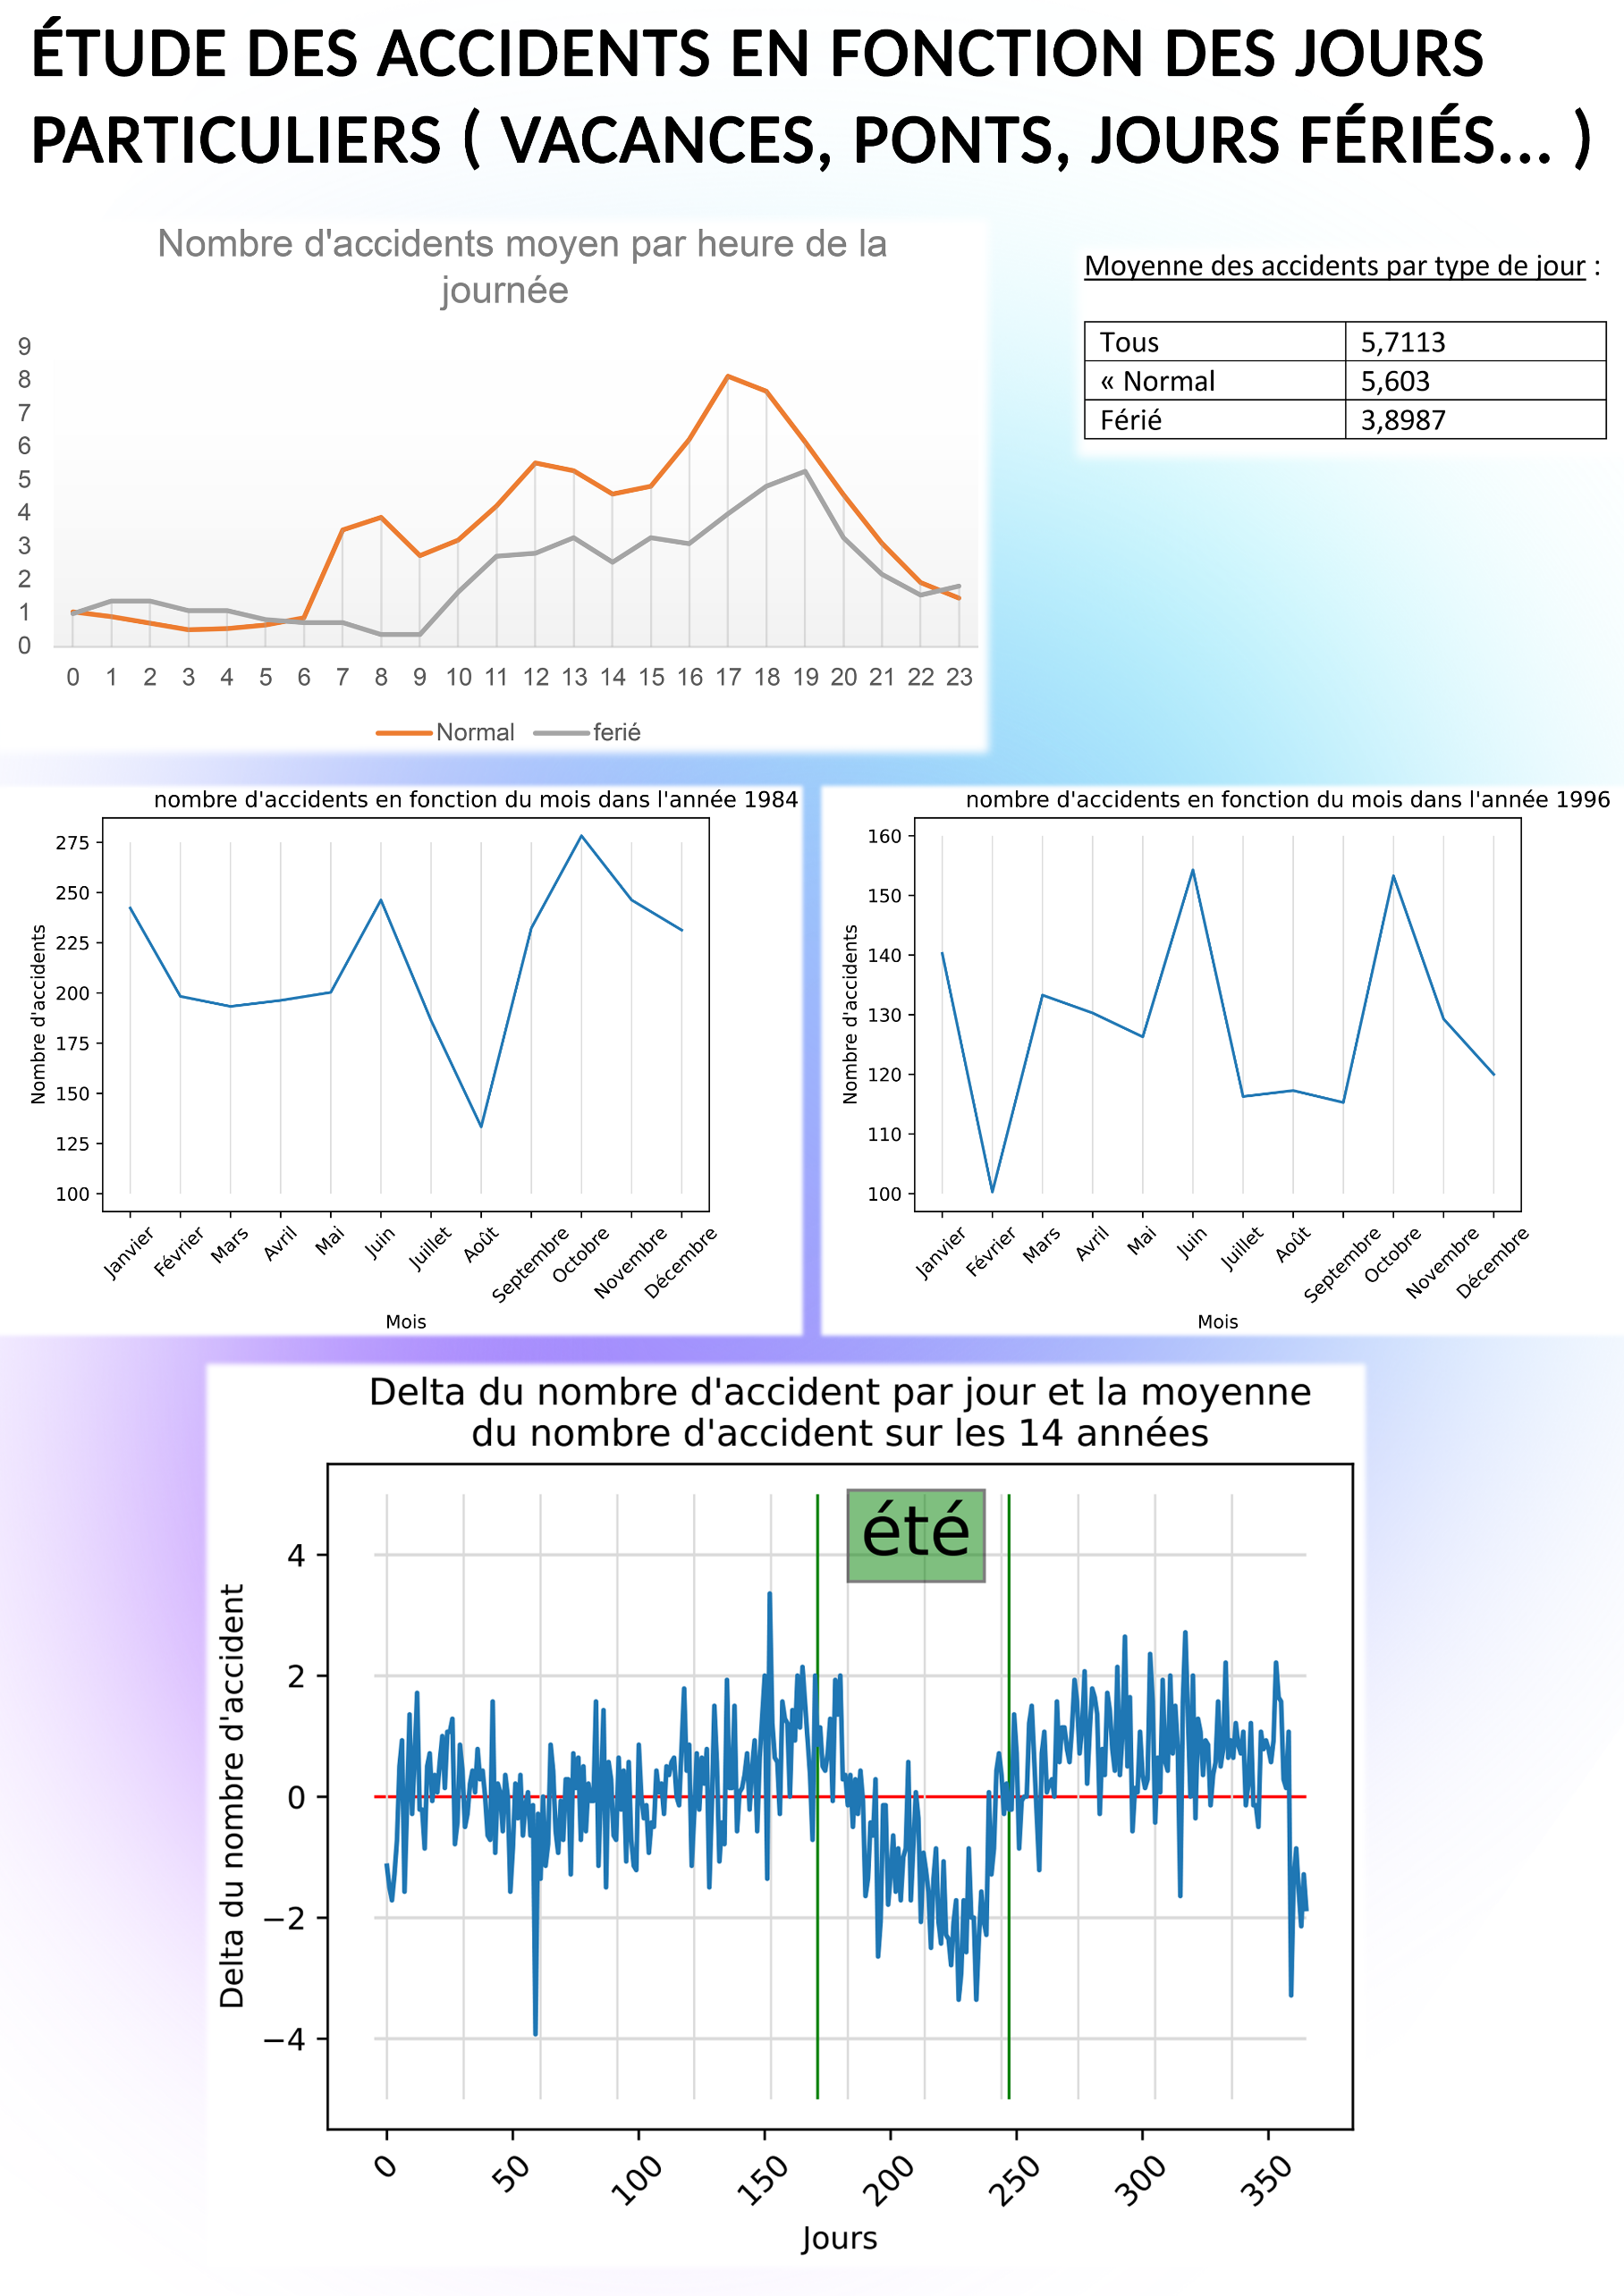 ÉTUDE DES ACCIDENTS EN FONCTION DES JOURS
PARTICULIERS ( VACANCES, PONTS, JOURS FÉRIÉS... )
Nombre d'accidents moyen par heure de la
journée
9
8
7
6
5
4
3
2
1
0
0 1 2 3 4 5 6 7 8 9 10 11 12 13 14 15 16 17 18 19 20 21 22 23
Normal ferié
Moyenne des accidents par type de jour :
Tous 5,7113
« Normal 5,603
Férié 3,8987
nombre d'accidents en fonction du mois dans l'année 1984
Nombre d'accidents
275
250
225
200
175
150
125
100
Janvier Février Mars Avril Mai Juin Juillet Août Septembre Octobre Novembre Décembre
Mois
nombre d'accidents en fonction du mois dans l'année 1996
Nombre d'accidents
160
150
140
130
120
110
100
Janvier Février Mars Avril Mai Juin Juillet Août Septembre Octobre Novembre Décembre
Mois
Delta du nombre d'accident par jour et la moyenne
du nombre d'accident sur les 14 années
été
Delta du nombre d'accident
4
2
0
−2
−4
0 50 100 150 200 250 300 350
Jours